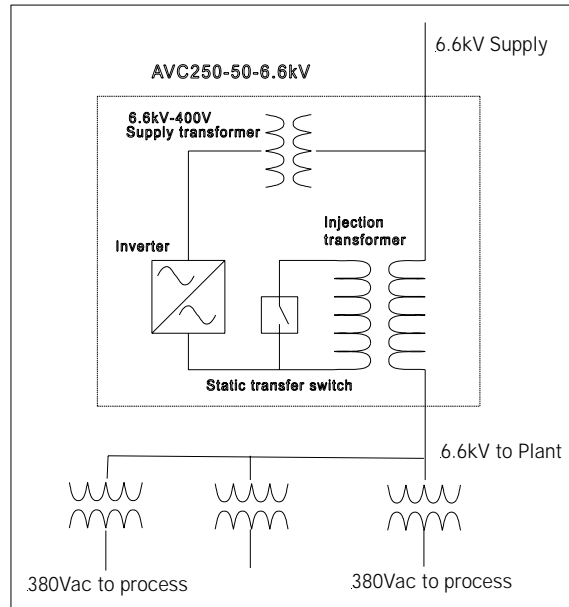 6.6kV Supply
AVC250-50-6.6kV
6.6kV-400V
Supply transformer
Injection
transformer
Inverter
Static transfer switch
6.6kV to Plant
380Vac to process
380Vac to process